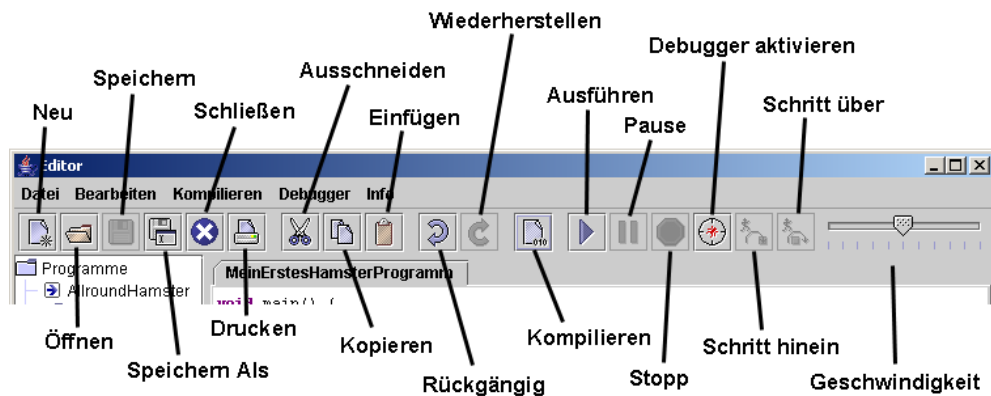 Wiederherstellen
Debugger aktivieren
Speichern
Ausschneiden
Ausführen
Schritt über
Neu
Schließen
Einfügen
Pause
Editor
Datei Bearbeiten Kompilieren Debugger Info
010
Programme
MeinErstesHamsterProgramm
AllroundHamster
void main() {
Öffnen
Drucken
Kopieren
Kompilieren
Schritt hinein
Speichern Als
Rückgängig
Stopp
Geschwindigkeit